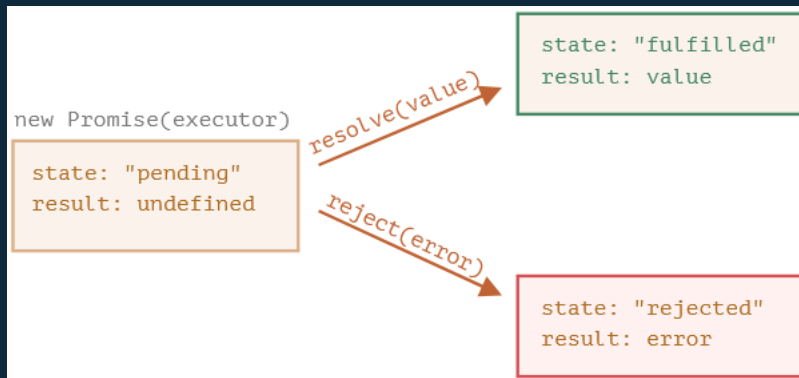 new Promise(executor)
state: "pending"
result: undefined
resolve(value)
state: "fulfilled"
result: value
reject(error)
state: "rejected"
result: error